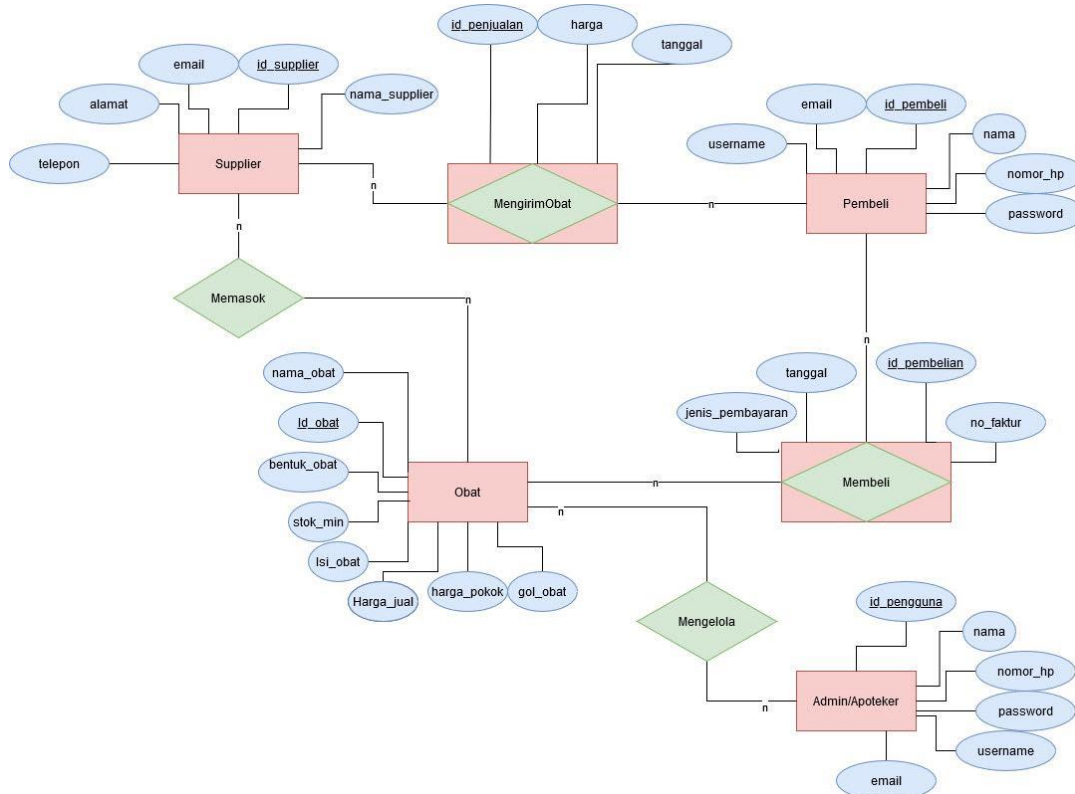 id_penjualan
harga
tanggal
email
id_supplier
alamat
nama_supplier
telepon
Supplier
n
MengirimObat
n
email
id_pembeli
username
nama
nomor_hp
password
Pembeli
n
Memasok
n
n
nama_obat
Id_obat
bentuk_obat
stok_min
Isi_obat
Harga_jual
harga_pokok
gol_obat
Obat
n
n
tanggal
id_pembelian
jenis_pembayaran
no_faktur
Membeli
Mengelola
n
id_pengguna
nama
nomor_hp
password
username
email
Admin/Apoteker